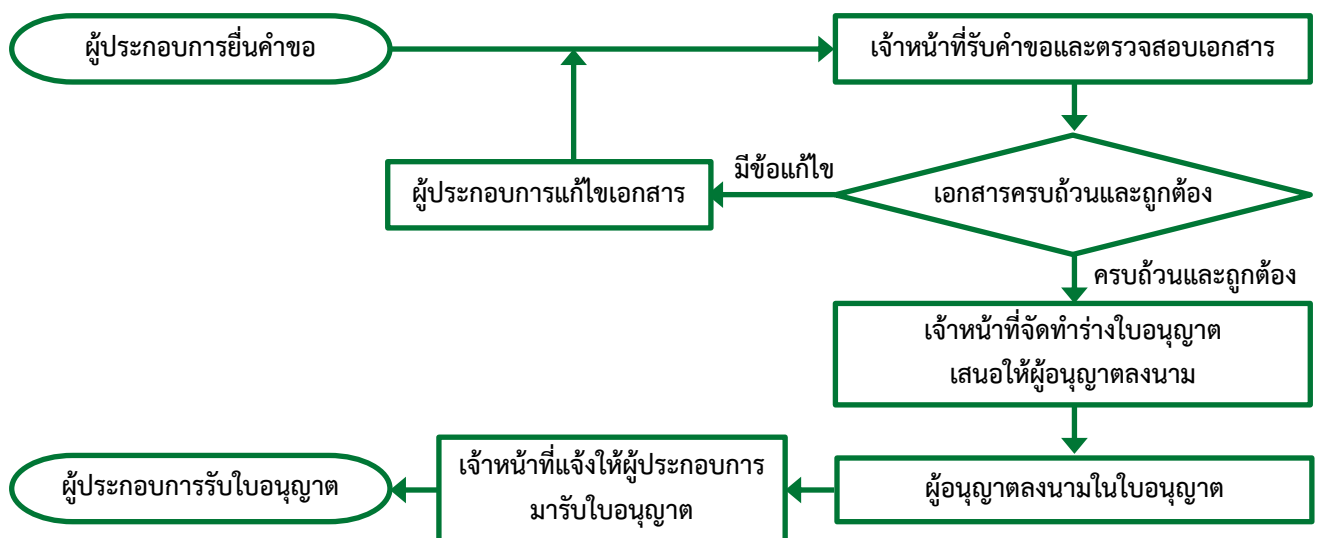 ผู้ประกอบการยื่นคำขอ
เจ้าหน้าที่รับคำขอและตรวจสอบเอกสาร
มีข้อแก้ไข
ผู้ประกอบการแก้ไขเอกสาร
เอกสารครบถ้วนและถูกต้อง
ครบถ้วนและถูกต้อง
เจ้าหน้าที่จัดทำร่างใบอนุญาต
เสนอให้ผู้อนุญาตลงนาม
ผู้อนุญาตลงนามในใบอนุญาต
เจ้าหน้าที่แจ้งให้ผู้ประกอบการ
มารับใบอนุญาต
ผู้ประกอบการรับใบอนุญาต